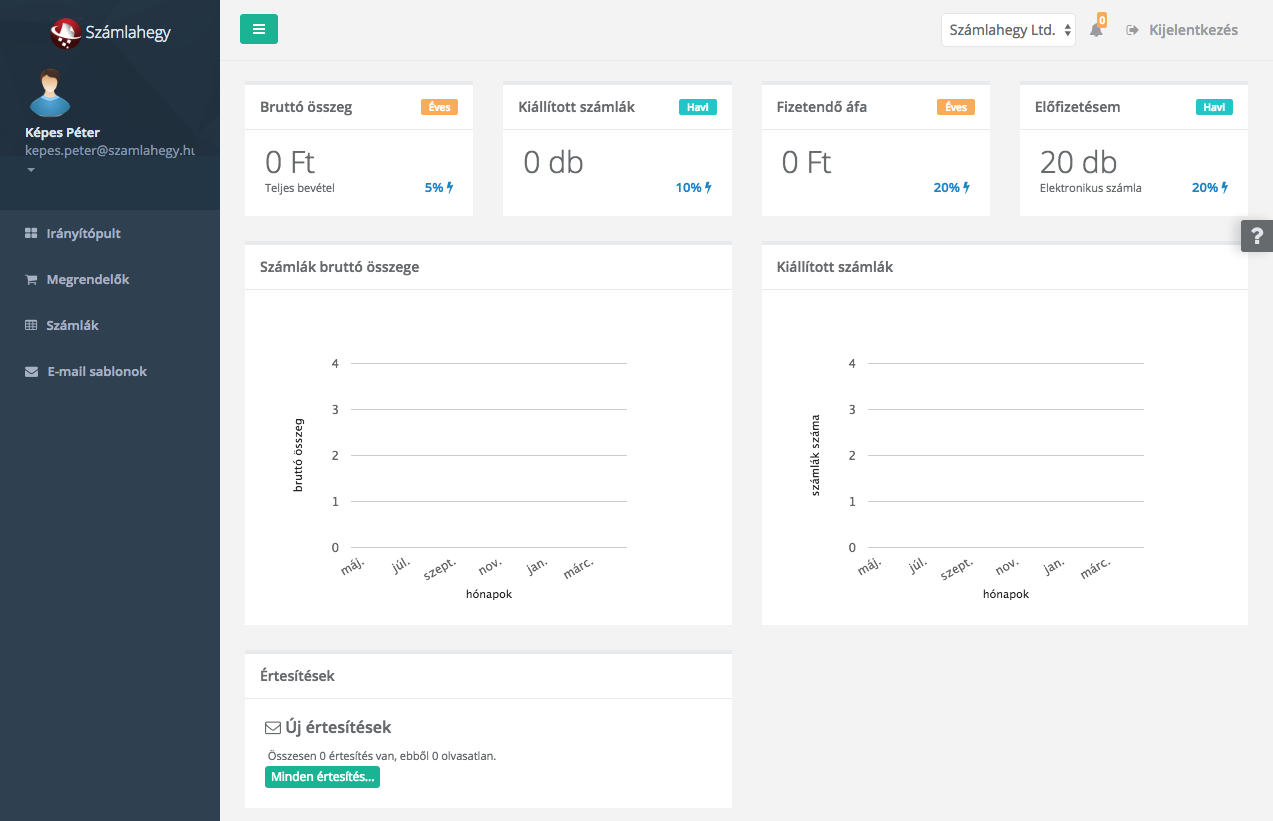 Számlahegy
Képes Péter
kepes.peter@szamlahegy.hu
Irányítópult
Megrendelők
Számlák
E-mail sablonok
Számlahegy Ltd.
0
Kijelentkezés
Bruttó összeg
Éves
0 Ft
Teljes bevétel
5%
Kiállított számlák
Havi
0 db
10%
Fizetendő áfa
Éves
0 Ft
20%
Előfizetésem
Havi
20 db
Elektronikus számla
20%
?
Számlák bruttó összege
4
3
2
1
0
bruttó összeg
máj.
júl.
szept.
nov.
jan.
márc.
hónapok
Kiállított számlák
4
3
2
1
0
számlák száma
máj.
júl.
szept.
nov.
jan.
márc.
hónapok
Értesítések
Új értesítések
Összesen 0 értesítés van, ebből 0 olvasatlan.
Minden értesítés...